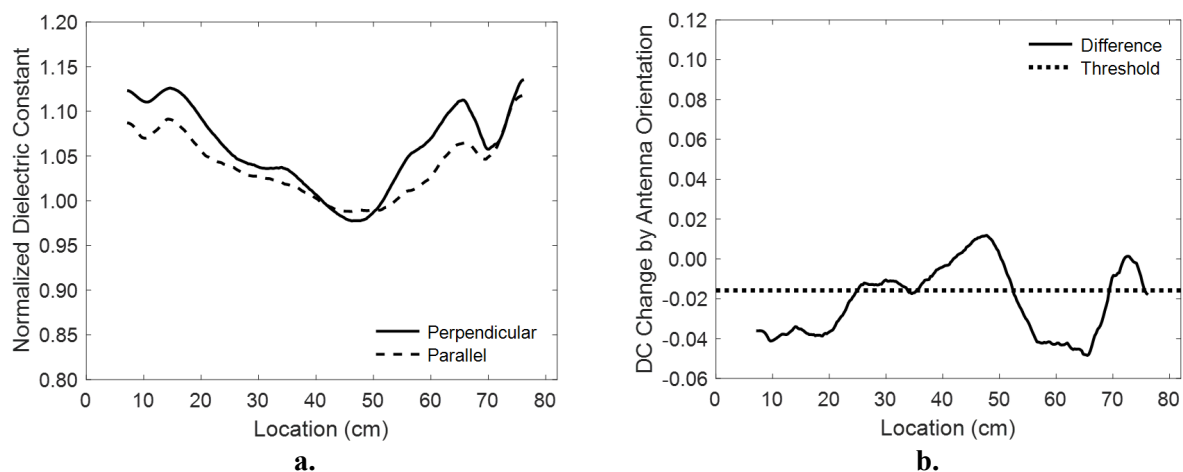 Normalized Dielectric Constant
1.20
1.15
1.10
1.05
1.00
0.95
0.90
0.85
0.80
Perpendicular
Parallel
0 10 20 30 40 50 60 70 80
Location (cm)
a.
DC Change by Antenna Orientation
0.12
0.10
0.08
0.06
0.04
0.02
0.00
-0.02
-0.04
-0.06
Difference
Threshold
0 10 20 30 40 50 60 70 80
Location (cm)
b.